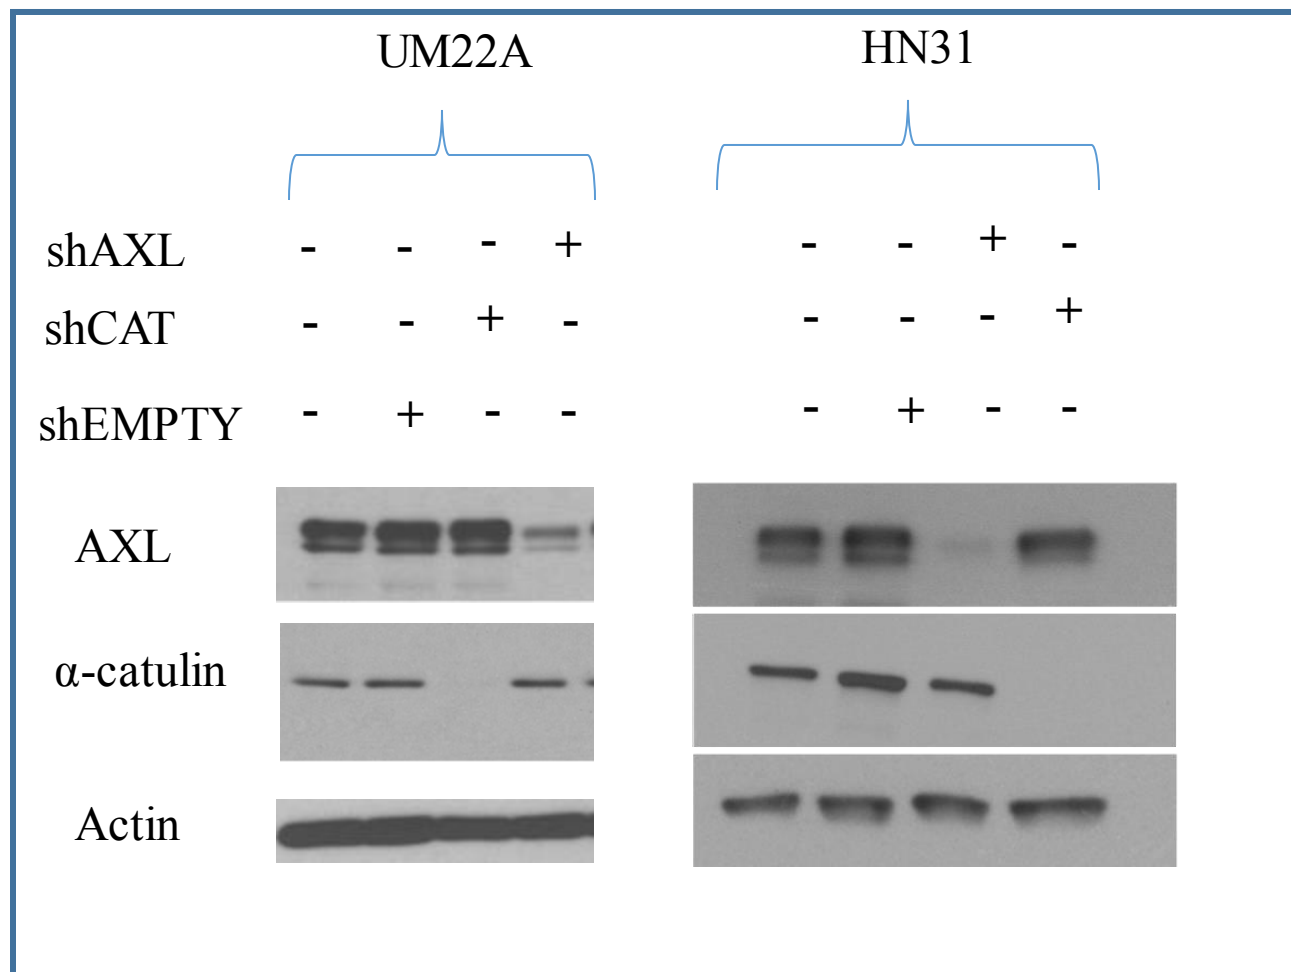 UM22A HN31
shAXL - - - + - - + -
shCAT - - + - - - - +
shEMPTY - + - - - + - -
AXL
α-catulin
Actin